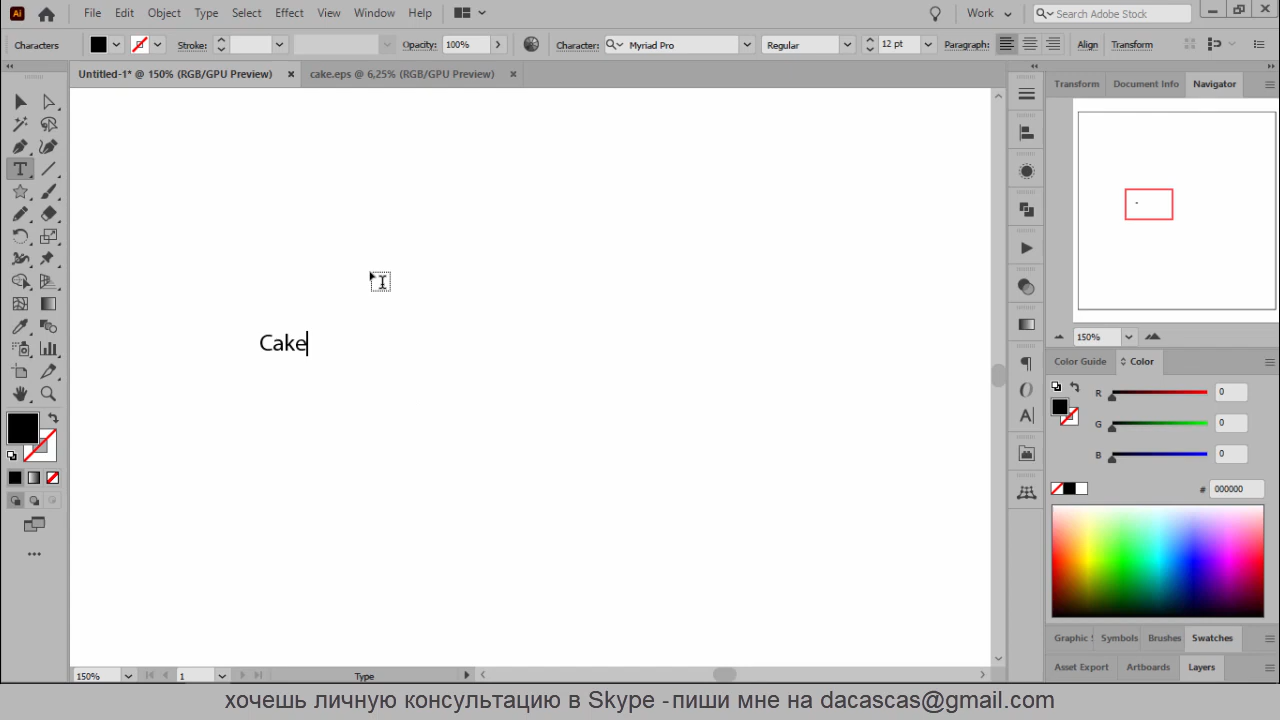 Ai File Edit Object Type Select Effect View Window Help Work Search Adobe Stock
Characters Stroke: Opacity: 100% Character: Myriad Pro Regular 12 pt Paragraph: Align Transform
Untitled-1* @ 150% (RGB/GPU Preview) × cake.eps @ 6,25% (RGB/GPU Preview) ×
Transform Document Info Navigator
Cake
150%
Color Guide Color
R 0
G 0
B 0
# 000000
Graphic Symbols Brushes Swatches
Asset Export Artboards Layers
150% 1 Type
хочешь личную консультацию в Skype -пиши мне на dacascas@gmail.com